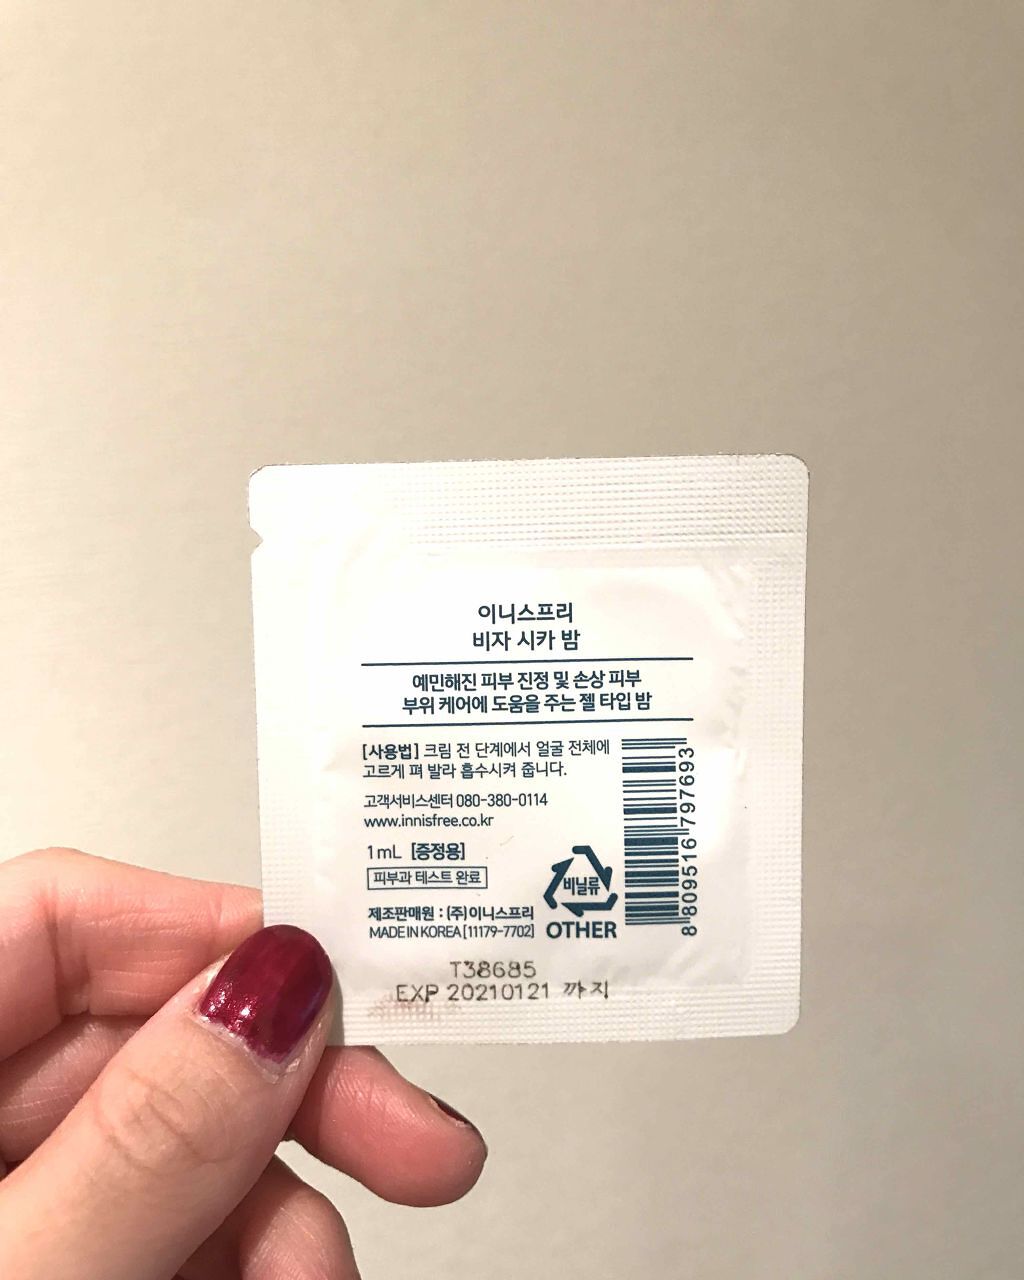 이니스프리
비자 시카 밤
예민해진 피부 진정 및 손상 피부
부위 케어에 도움을 주는 젤 타입 밤
[사용법] 크림 전 단계에서 얼굴 전체에
고르게 펴 발라 흡수시켜 줍니다.
고객서비스센터 080-380-0114
www.innisfree.co.kr
1mL [증정용]
피부과 테스트 완료
제조판매원 : (주)이니스프리
MADE IN KOREA [11179-7702]
비닐류
OTHER
8 809516 797693
T38685
EXP 20210121 까지